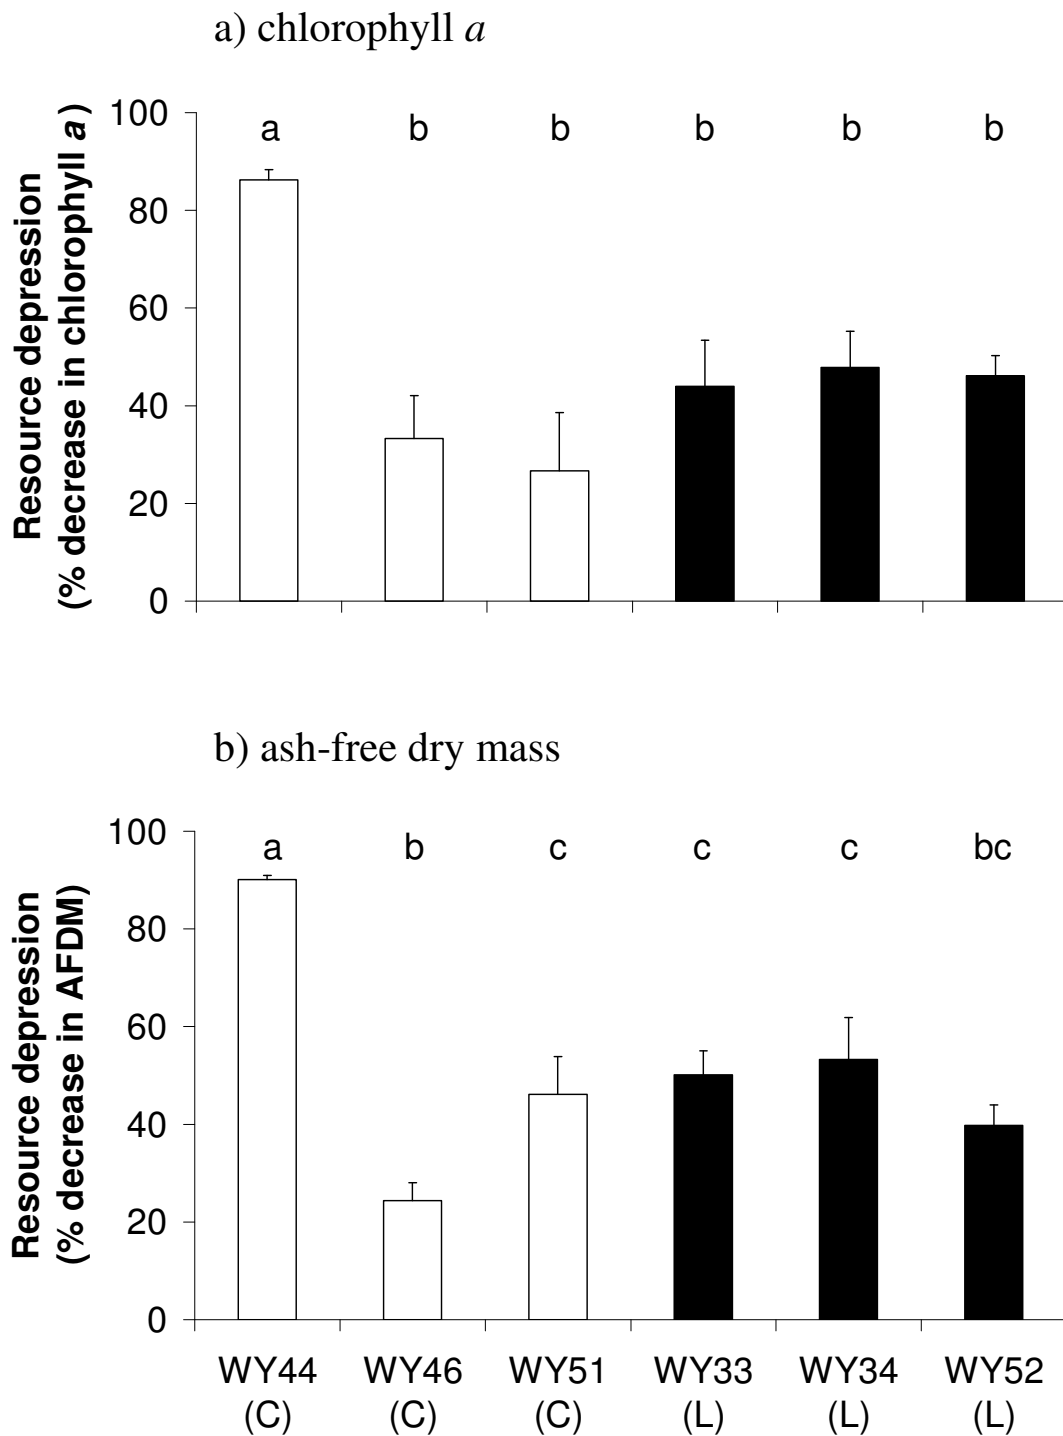 a) chlorophyll a
Resource depression
(% decrease in chlorophyll a)
100
80
60
40
20
0
a b b b b b
b) ash-free dry mass
Resource depression
(% decrease in AFDM)
100
80
60
40
20
0
a b c c c bc
WY44 WY46 WY51 WY33 WY34 WY52
(C) (C) (C) (L) (L) (L)